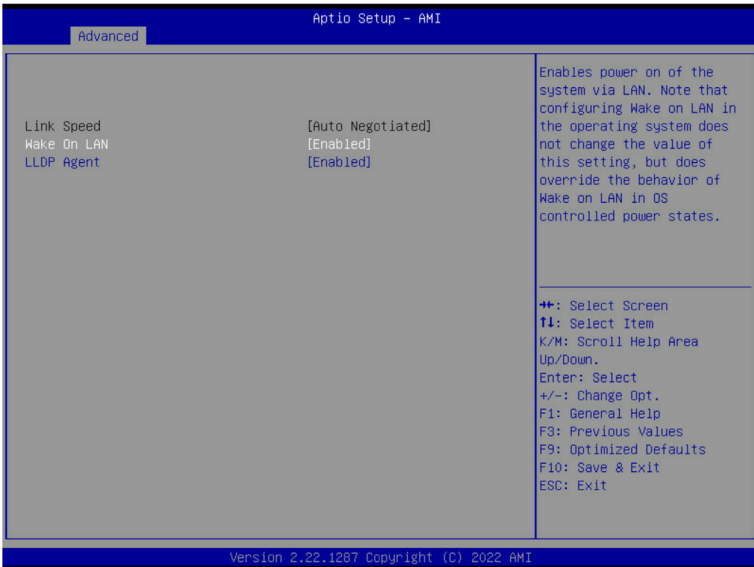 Aptio Setup – AMI
Advanced
Link Speed [Auto Negotiated]
Wake On LAN [Enabled]
LLDP Agent [Enabled]
Enables power on of the
system via LAN. Note that
configuring Wake on LAN in
the operating system does
not change the value of
this setting, but does
override the behavior of
Wake on LAN in OS
controlled power states.
→←: Select Screen
↑↓: Select Item
K/M: Scroll Help Area
Up/Down.
Enter: Select
+/-: Change Opt.
F1: General Help
F3: Previous Values
F9: Optimized Defaults
F10: Save & Exit
ESC: Exit
Version 2.22.1287 Copyright (C) 2022 AMI